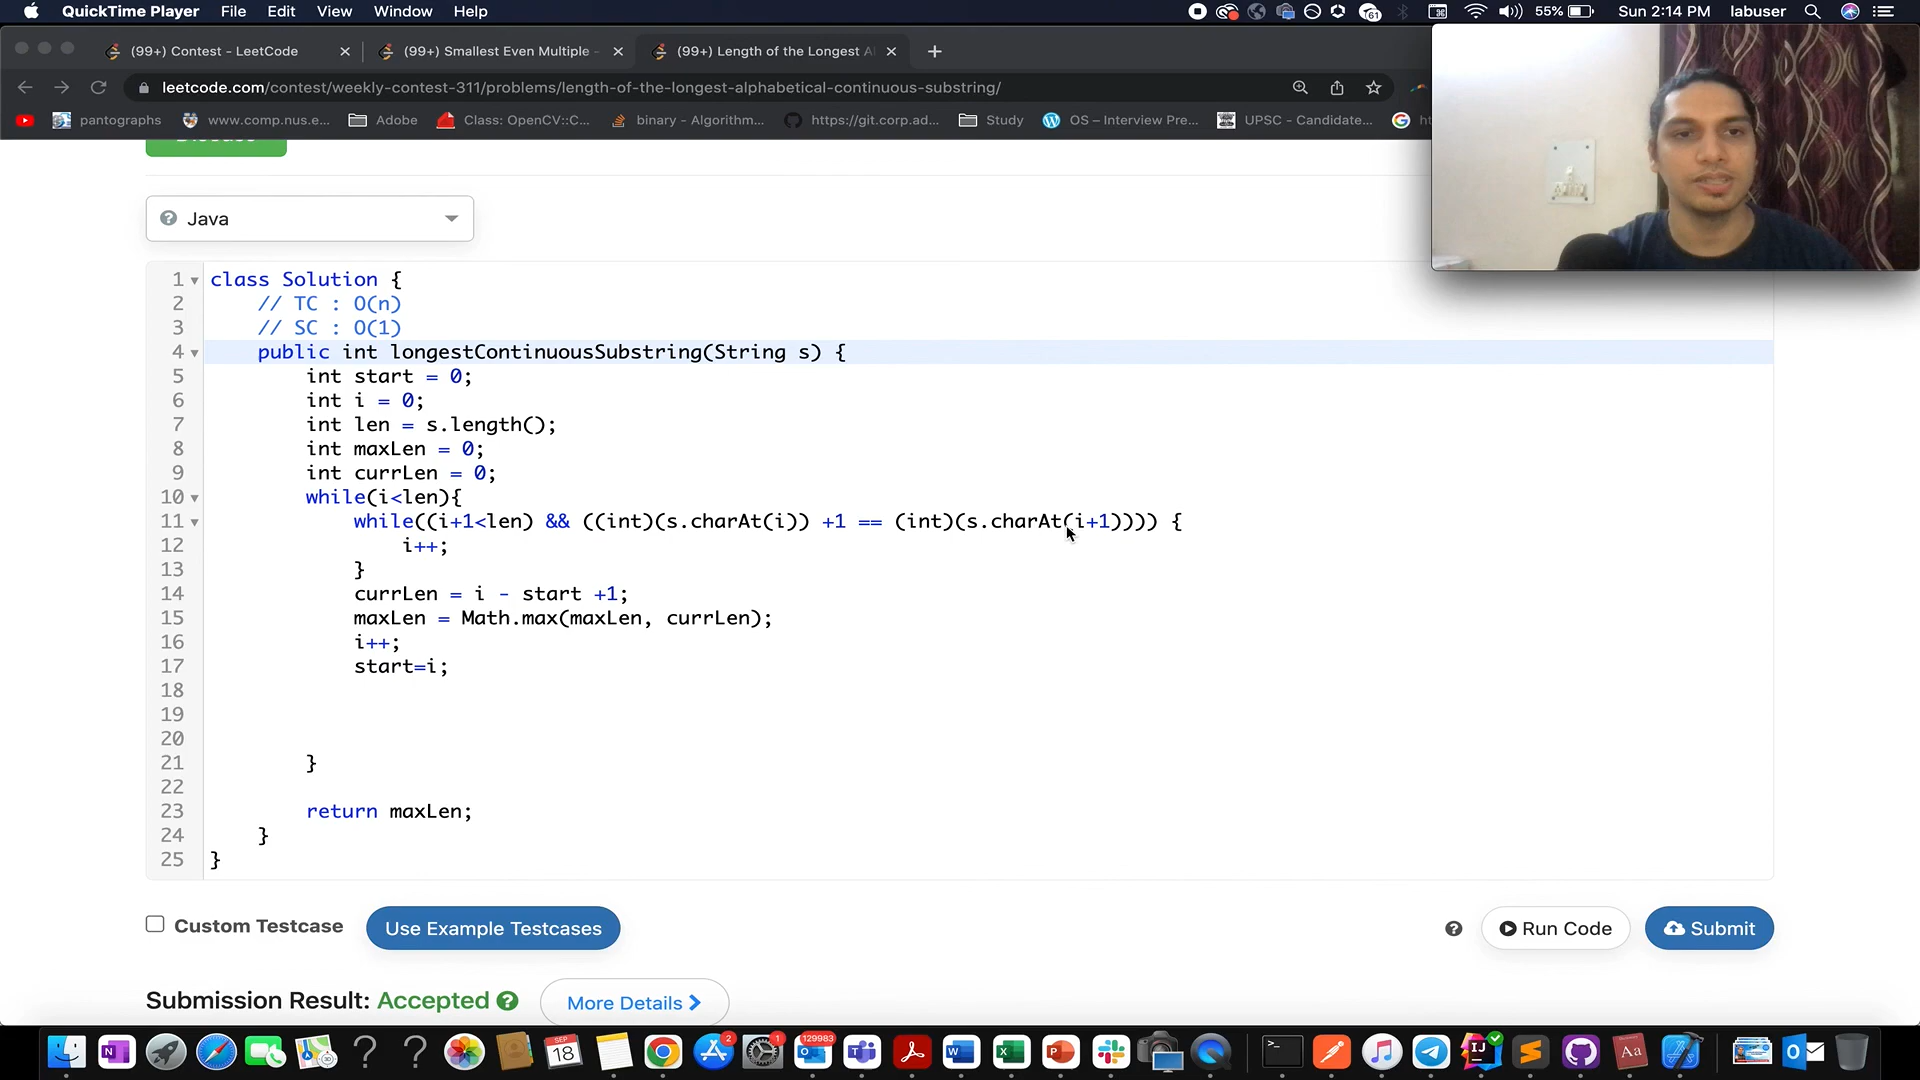 QuickTime Player File Edit View Window Help 61 55% Sun 2:14 PM labuser
(99+) Contest - LeetCode (99+) Smallest Even Multiple - (99+) Length of the Longest Al
leetcode.com/contest/weekly-contest-311/problems/length-of-the-longest-alphabetical-continuous-substring/
pantographs www.comp.nus.e... Adobe Class: OpenCV::C... binary - Algorithm... https://git.corp.ad... Study OS – Interview Pre... UPSC - Candidate...
Java
1 class Solution {
2 // TC : O(n)
3 // SC : O(1)
4 public int longestContinuousSubstring(String s) {
5 int start = 0;
6 int i = 0;
7 int len = s.length();
8 int maxLen = 0;
9 int currLen = 0;
10 while(i<len){
11 while((i+1<len) && ((int)(s.charAt(i)) +1 == (int)(s.charAt(i+1)))) {
12 i++;
13 }
14 currLen = i - start +1;
15 maxLen = Math.max(maxLen, currLen);
16 i++;
17 start=i;
18
19
20
21 }
22
23 return maxLen;
24 }
25 }
Custom Testcase Use Example Testcases Run Code Submit
Submission Result: Accepted More Details
SEP 18 2 1 129983